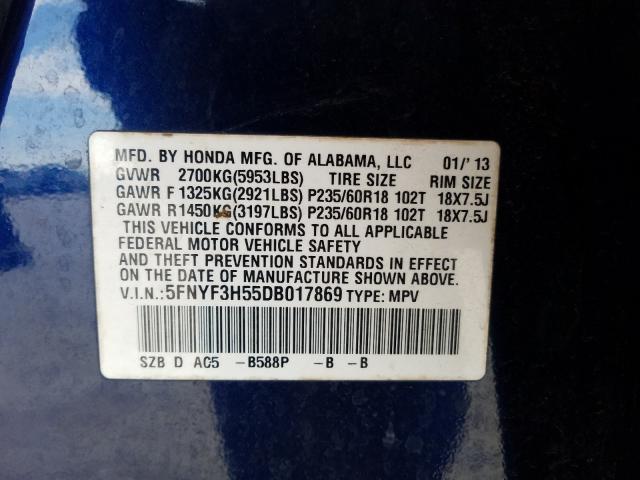 MFD. BY HONDA MFG. OF ALABAMA, LLC 01/'13
GVWR 2700KG(5953LBS) TIRE SIZE RIM SIZE
GAWR F 1325KG(2921LBS) P235/60R18 102T 18X7.5J
GAWR R1450KG(3197LBS) P235/60R18 102T 18X7.5J
THIS VEHICLE CONFORMS TO ALL APPLICABLE
FEDERAL MOTOR VEHICLE SAFETY
AND THEFT PREVENTION STANDARDS IN EFFECT
ON THE DATE OF MANUFACTURE SHOWN ABOVE.
V.I.N.:5FNYF3H55DB017869 TYPE: MPV
SZB D AC5 -B588P -B -B